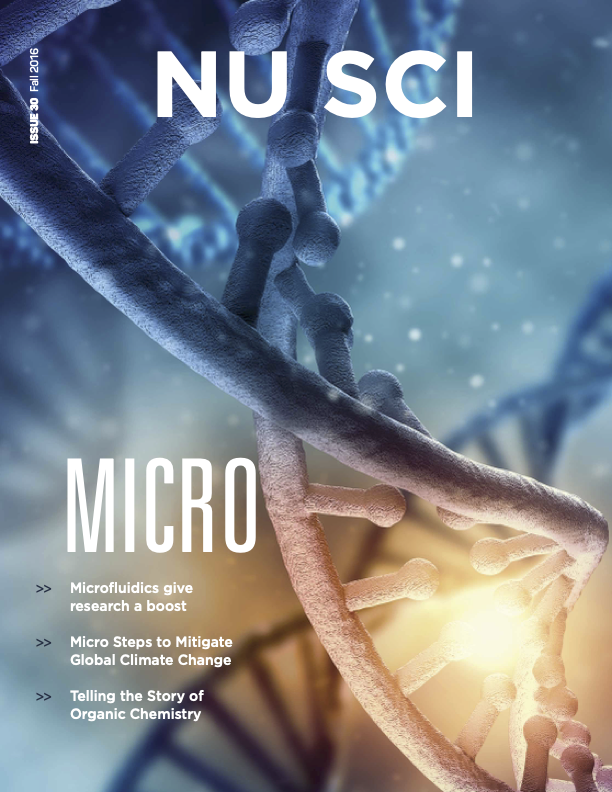 ISSUE 30 Fall 2016
NU SCI
MICRO
>> Microfluidics give
research a boost
>> Micro Steps to Mitigate
Global Climate Change
>> Telling the Story of
Organic Chemistry